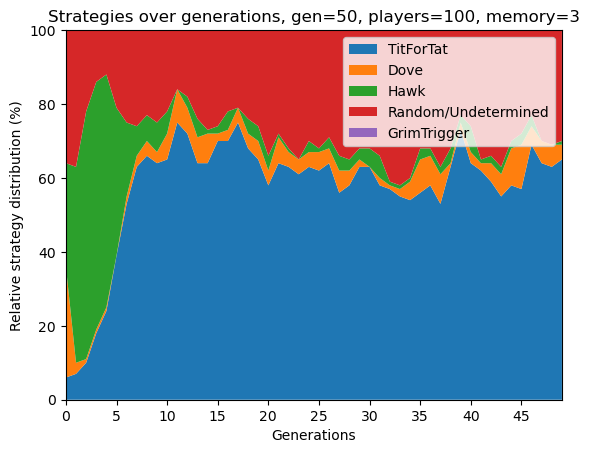 Strategies over generations, gen=50, players=100, memory=3
Relative strategy distribution (%)
100
80
60
40
20
0
TitForTat
Dove
Hawk
Random/Undetermined
GrimTrigger
0 5 10 15 20 25 30 35 40 45
Generations